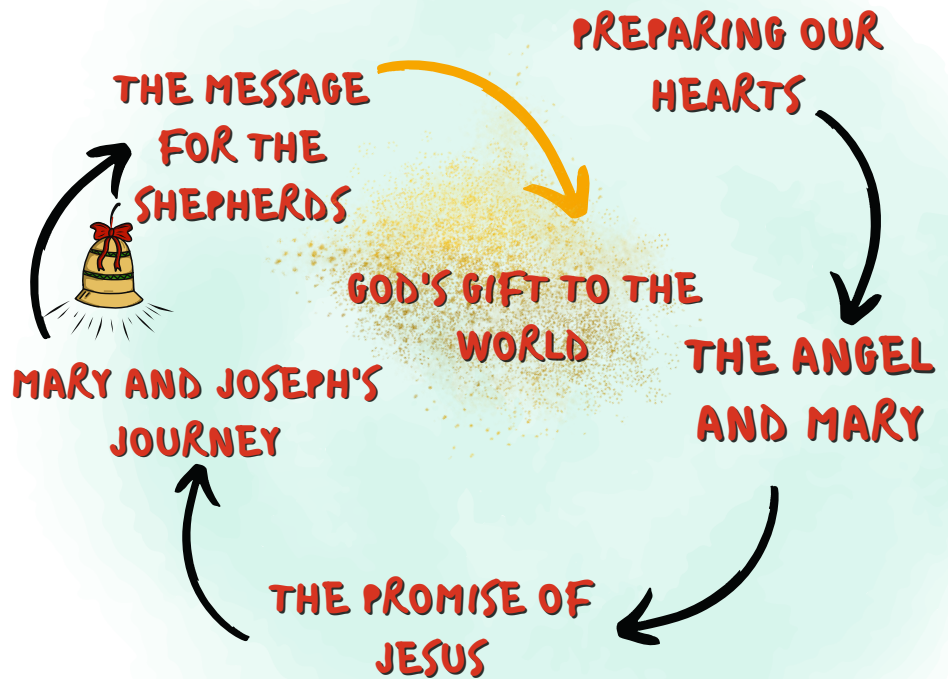 PREPARING OUR
HEARTS
THE ANGEL
AND MARY
THE PROMISE OF
JESUS
MARY AND JOSEPH'S
JOURNEY
THE MESSAGE
FOR THE
SHEPHERDS
GOD'S GIFT TO THE
WORLD